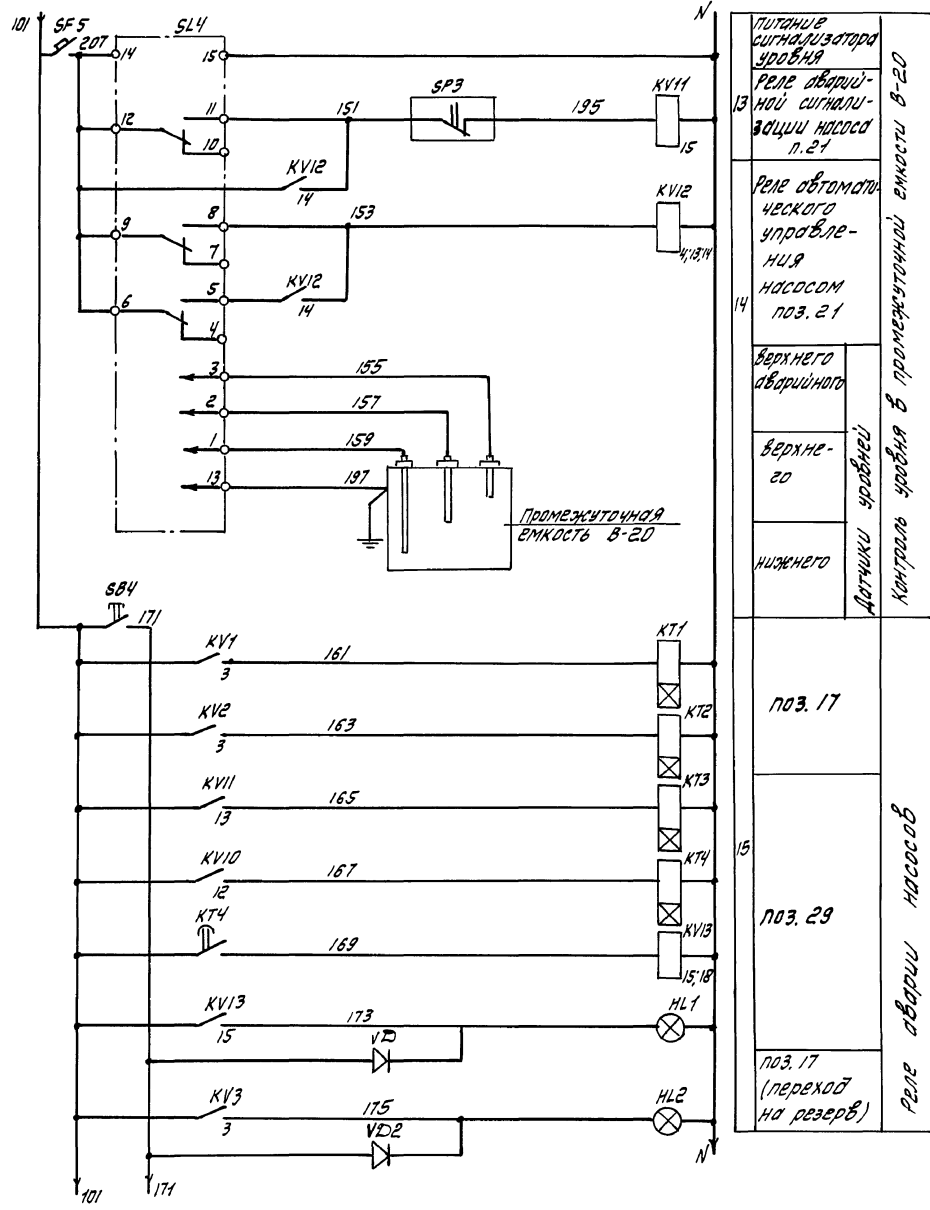 101
SF5
207
SL4
N
14
15
12
11
10
151
SP3
195
KV11
15
KV12
14
9
8
7
153
KV12
4;13;14
6
5
4
KV12
14
3
155
2
157
1
159
13
197
Промежуточная
емкость В-20
SB4
171
KV1
3
161
KT1
KV2
3
163
KT2
KV11
13
165
KT3
KV10
12
167
KT4
KT4
169
KV13
15;18
KV13
15
173
HL1
VD
KV3
3
175
HL2
VD2
101
171
N
питание
сигнализатора
уровня
13
Реле аварий-
ной сигнали-
зации насоса
п.21
14
Реле автомати-
ческого
управле-
ния
насосом
поз.21
верхнего
аварийного
верхне-
го
нижнего
Датчики уровней
Контроль уровня в промежуточной емкости В-20
15
поз.17
поз.29
поз.17
(переход
на резерв)
Реле аварии насосов